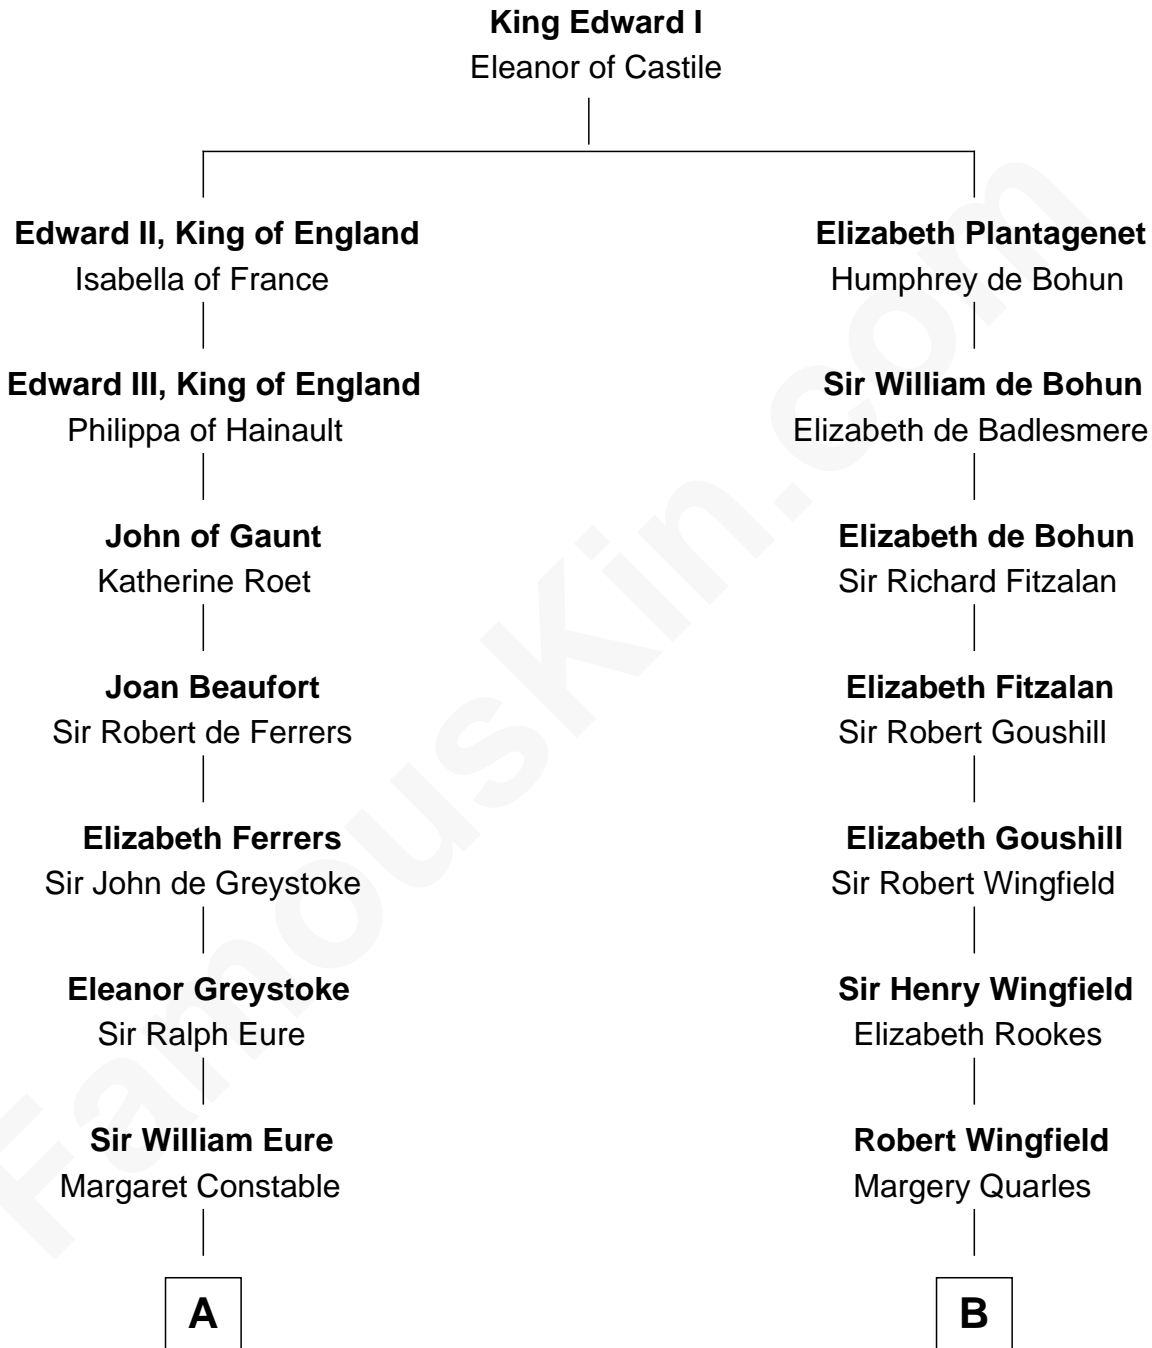 King Edward I
Eleanor of Castile
Edward II, King of England
Isabella of France
Edward III, King of England
Philippa of Hainault
John of Gaunt
Katherine Roet
Joan Beaufort
Sir Robert de Ferrers
Elizabeth Ferrers
Sir John de Greystoke
Eleanor Greystoke
Sir Ralph Eure
Sir William Eure
Margaret Constable
A
Elizabeth Plantagenet
Humphrey de Bohun
Sir William de Bohun
Elizabeth de Badlesmere
Elizabeth de Bohun
Sir Richard Fitzalan
Elizabeth Fitzalan
Sir Robert Goushill
Elizabeth Goushill
Sir Robert Wingfield
Sir Henry Wingfield
Elizabeth Rookes
Robert Wingfield
Margery Quarles
B
FamousKin.com